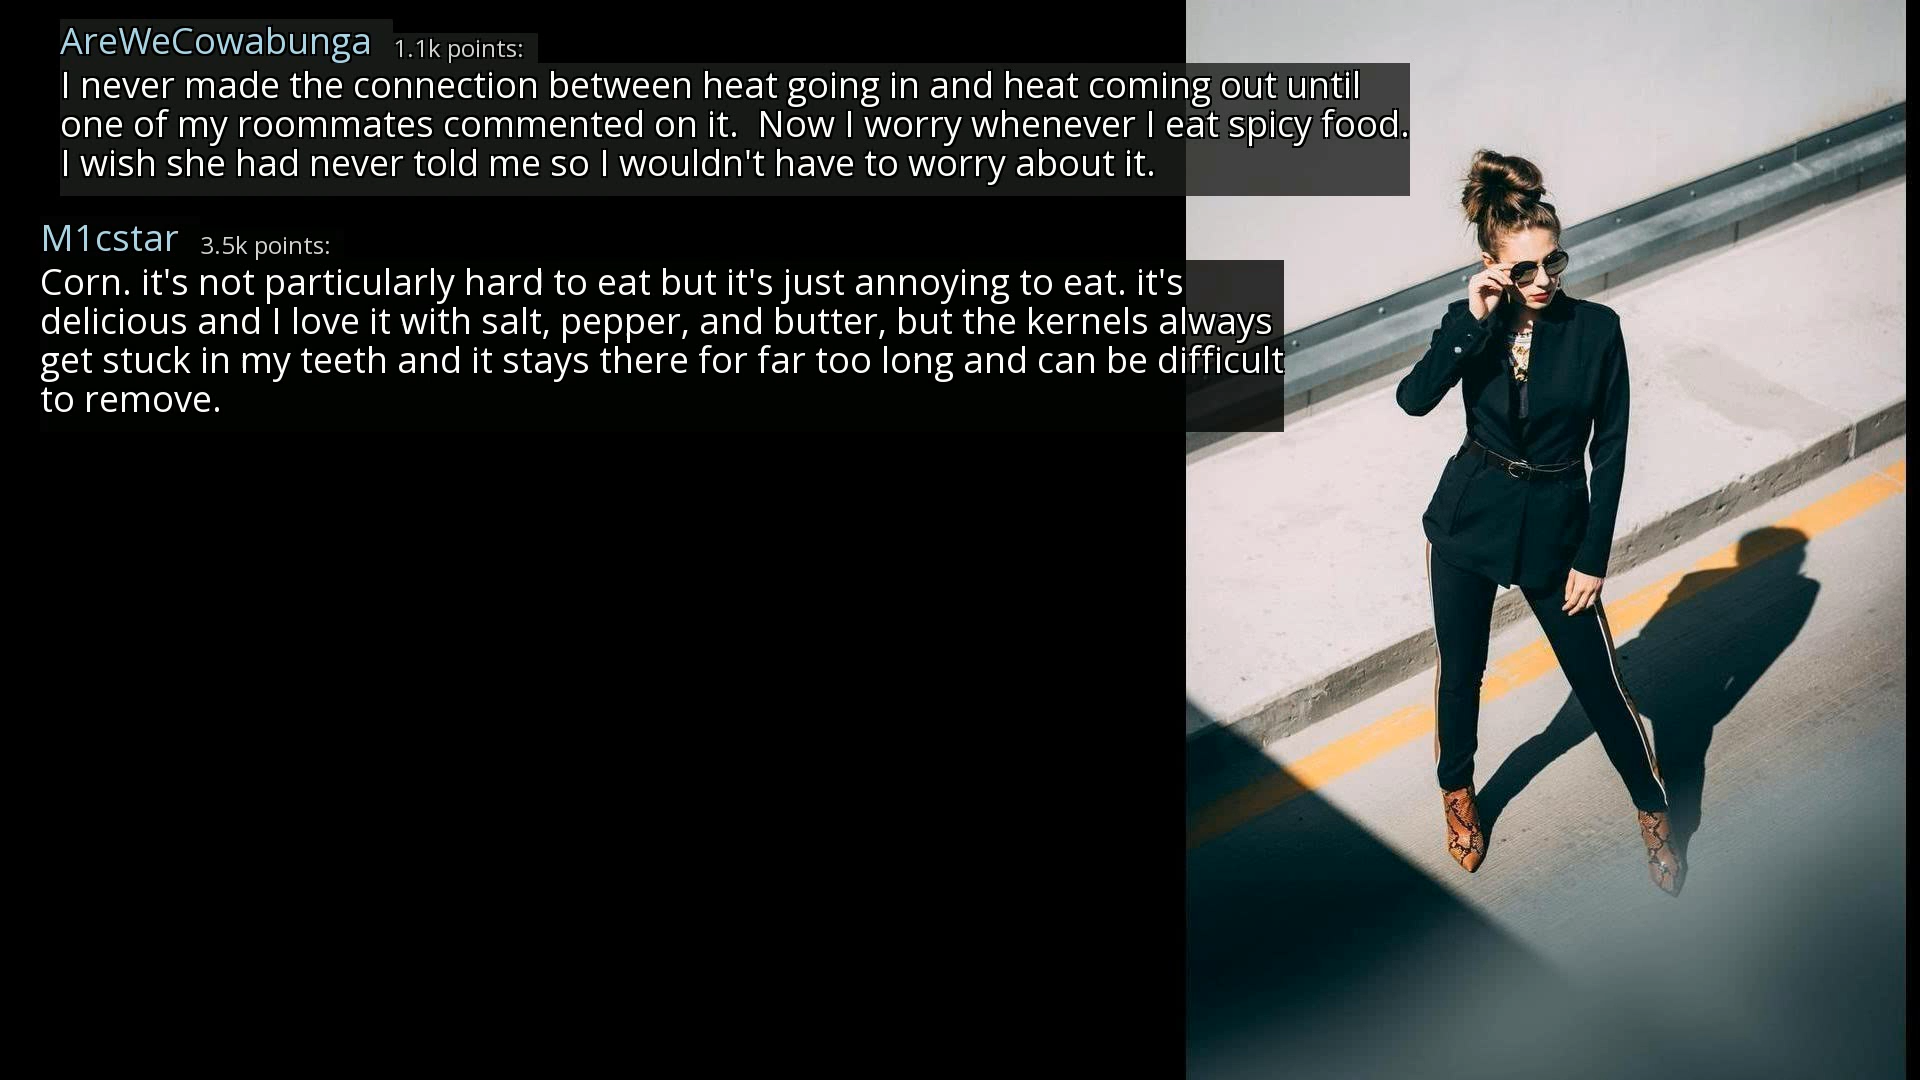 AreWeCowabunga 1.1k points:
I never made the connection between heat going in and heat coming out until
one of my roommates commented on it.  Now I worry whenever I eat spicy food.
I wish she had never told me so I wouldn't have to worry about it.
M1cstar 3.5k points:
Corn. it's not particularly hard to eat but it's just annoying to eat. it's
delicious and I love it with salt, pepper, and butter, but the kernels always
get stuck in my teeth and it stays there for far too long and can be difficult
to remove.